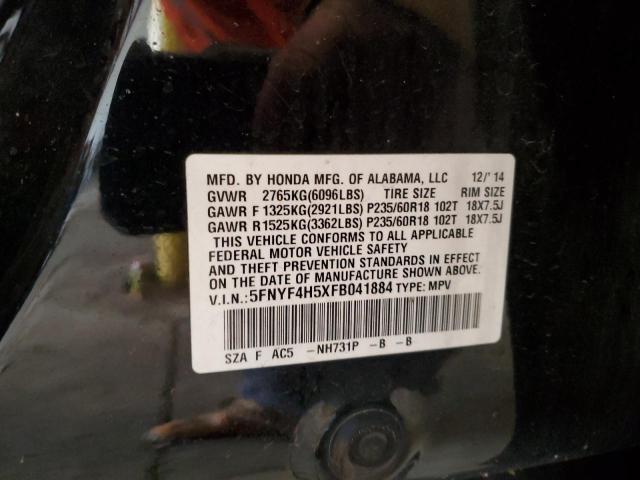 MFD. BY HONDA MFG. OF ALABAMA, LLC 12/'14
GVWR 2765KG(6096LBS) TIRE SIZE RIM SIZE
GAWR F 1325KG(2921LBS) P235/60R18 102T 18X7.5J
GAWR R1525KG(3362LBS) P235/60R18 102T 18X7.5J
THIS VEHICLE CONFORMS TO ALL APPLICABLE
FEDERAL MOTOR VEHICLE SAFETY
AND THEFT PREVENTION STANDARDS IN EFFECT
ON THE DATE OF MANUFACTURE SHOWN ABOVE.
V.I.N.: 5FNYF4H5XFB041884 TYPE: MPV
SZA F AC5 -NH731P -B -B